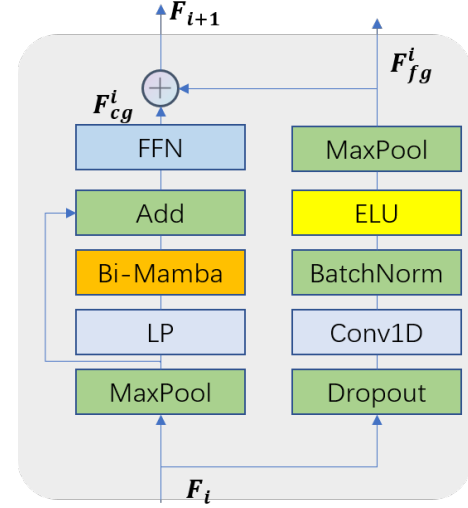 F_{i+1}
F^i_{fg}
F^i_{cg}
FFN
MaxPool
Add
ELU
Bi-Mamba
BatchNorm
LP
Conv1D
MaxPool
Dropout
F_i